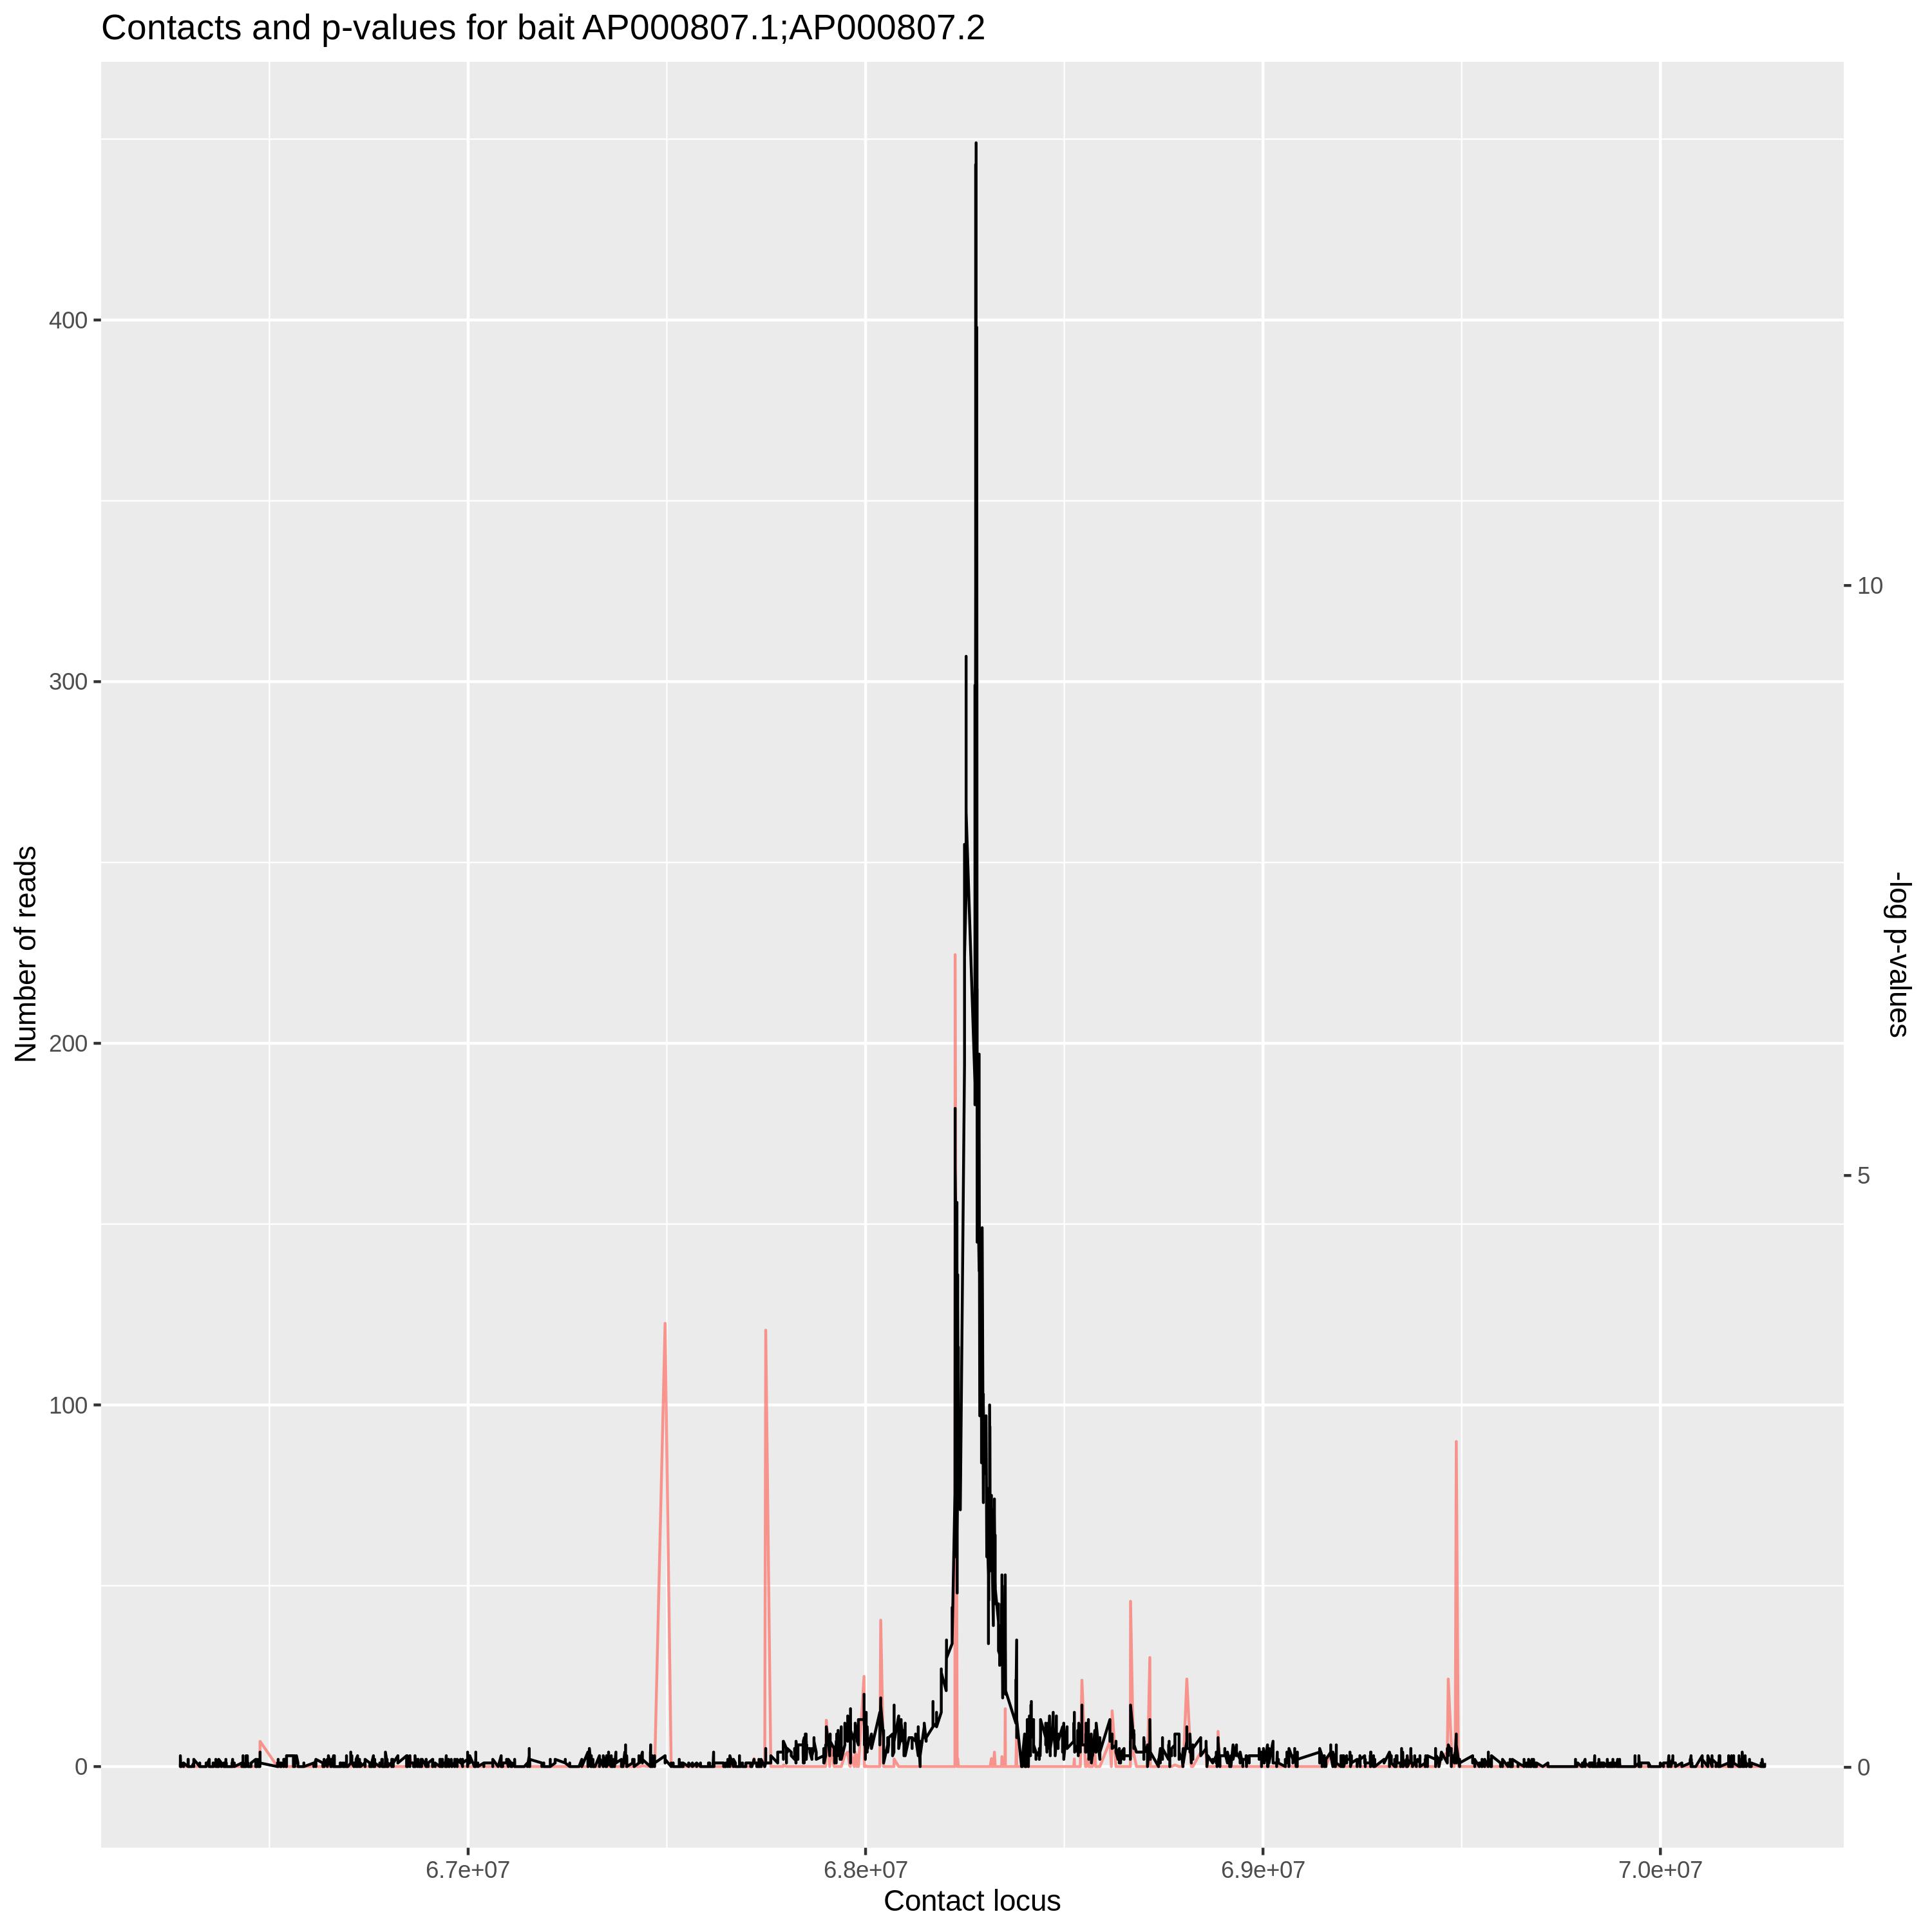 Contacts and p-values for bait AP000807.1;AP000807.2
400
300
200
100
0
Number of reads
10
5
0
-log p-values
6.7e+07
6.8e+07
6.9e+07
7.0e+07
Contact locus